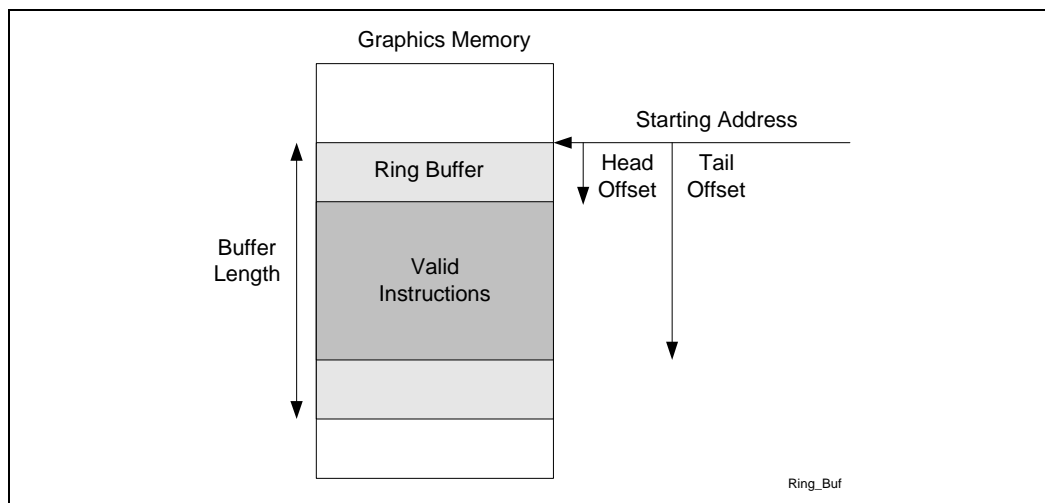 Graphics Memory
Starting Address
Ring Buffer
Head
Offset
Tail
Offset
Buffer
Length
Valid
Instructions
Ring_Buf